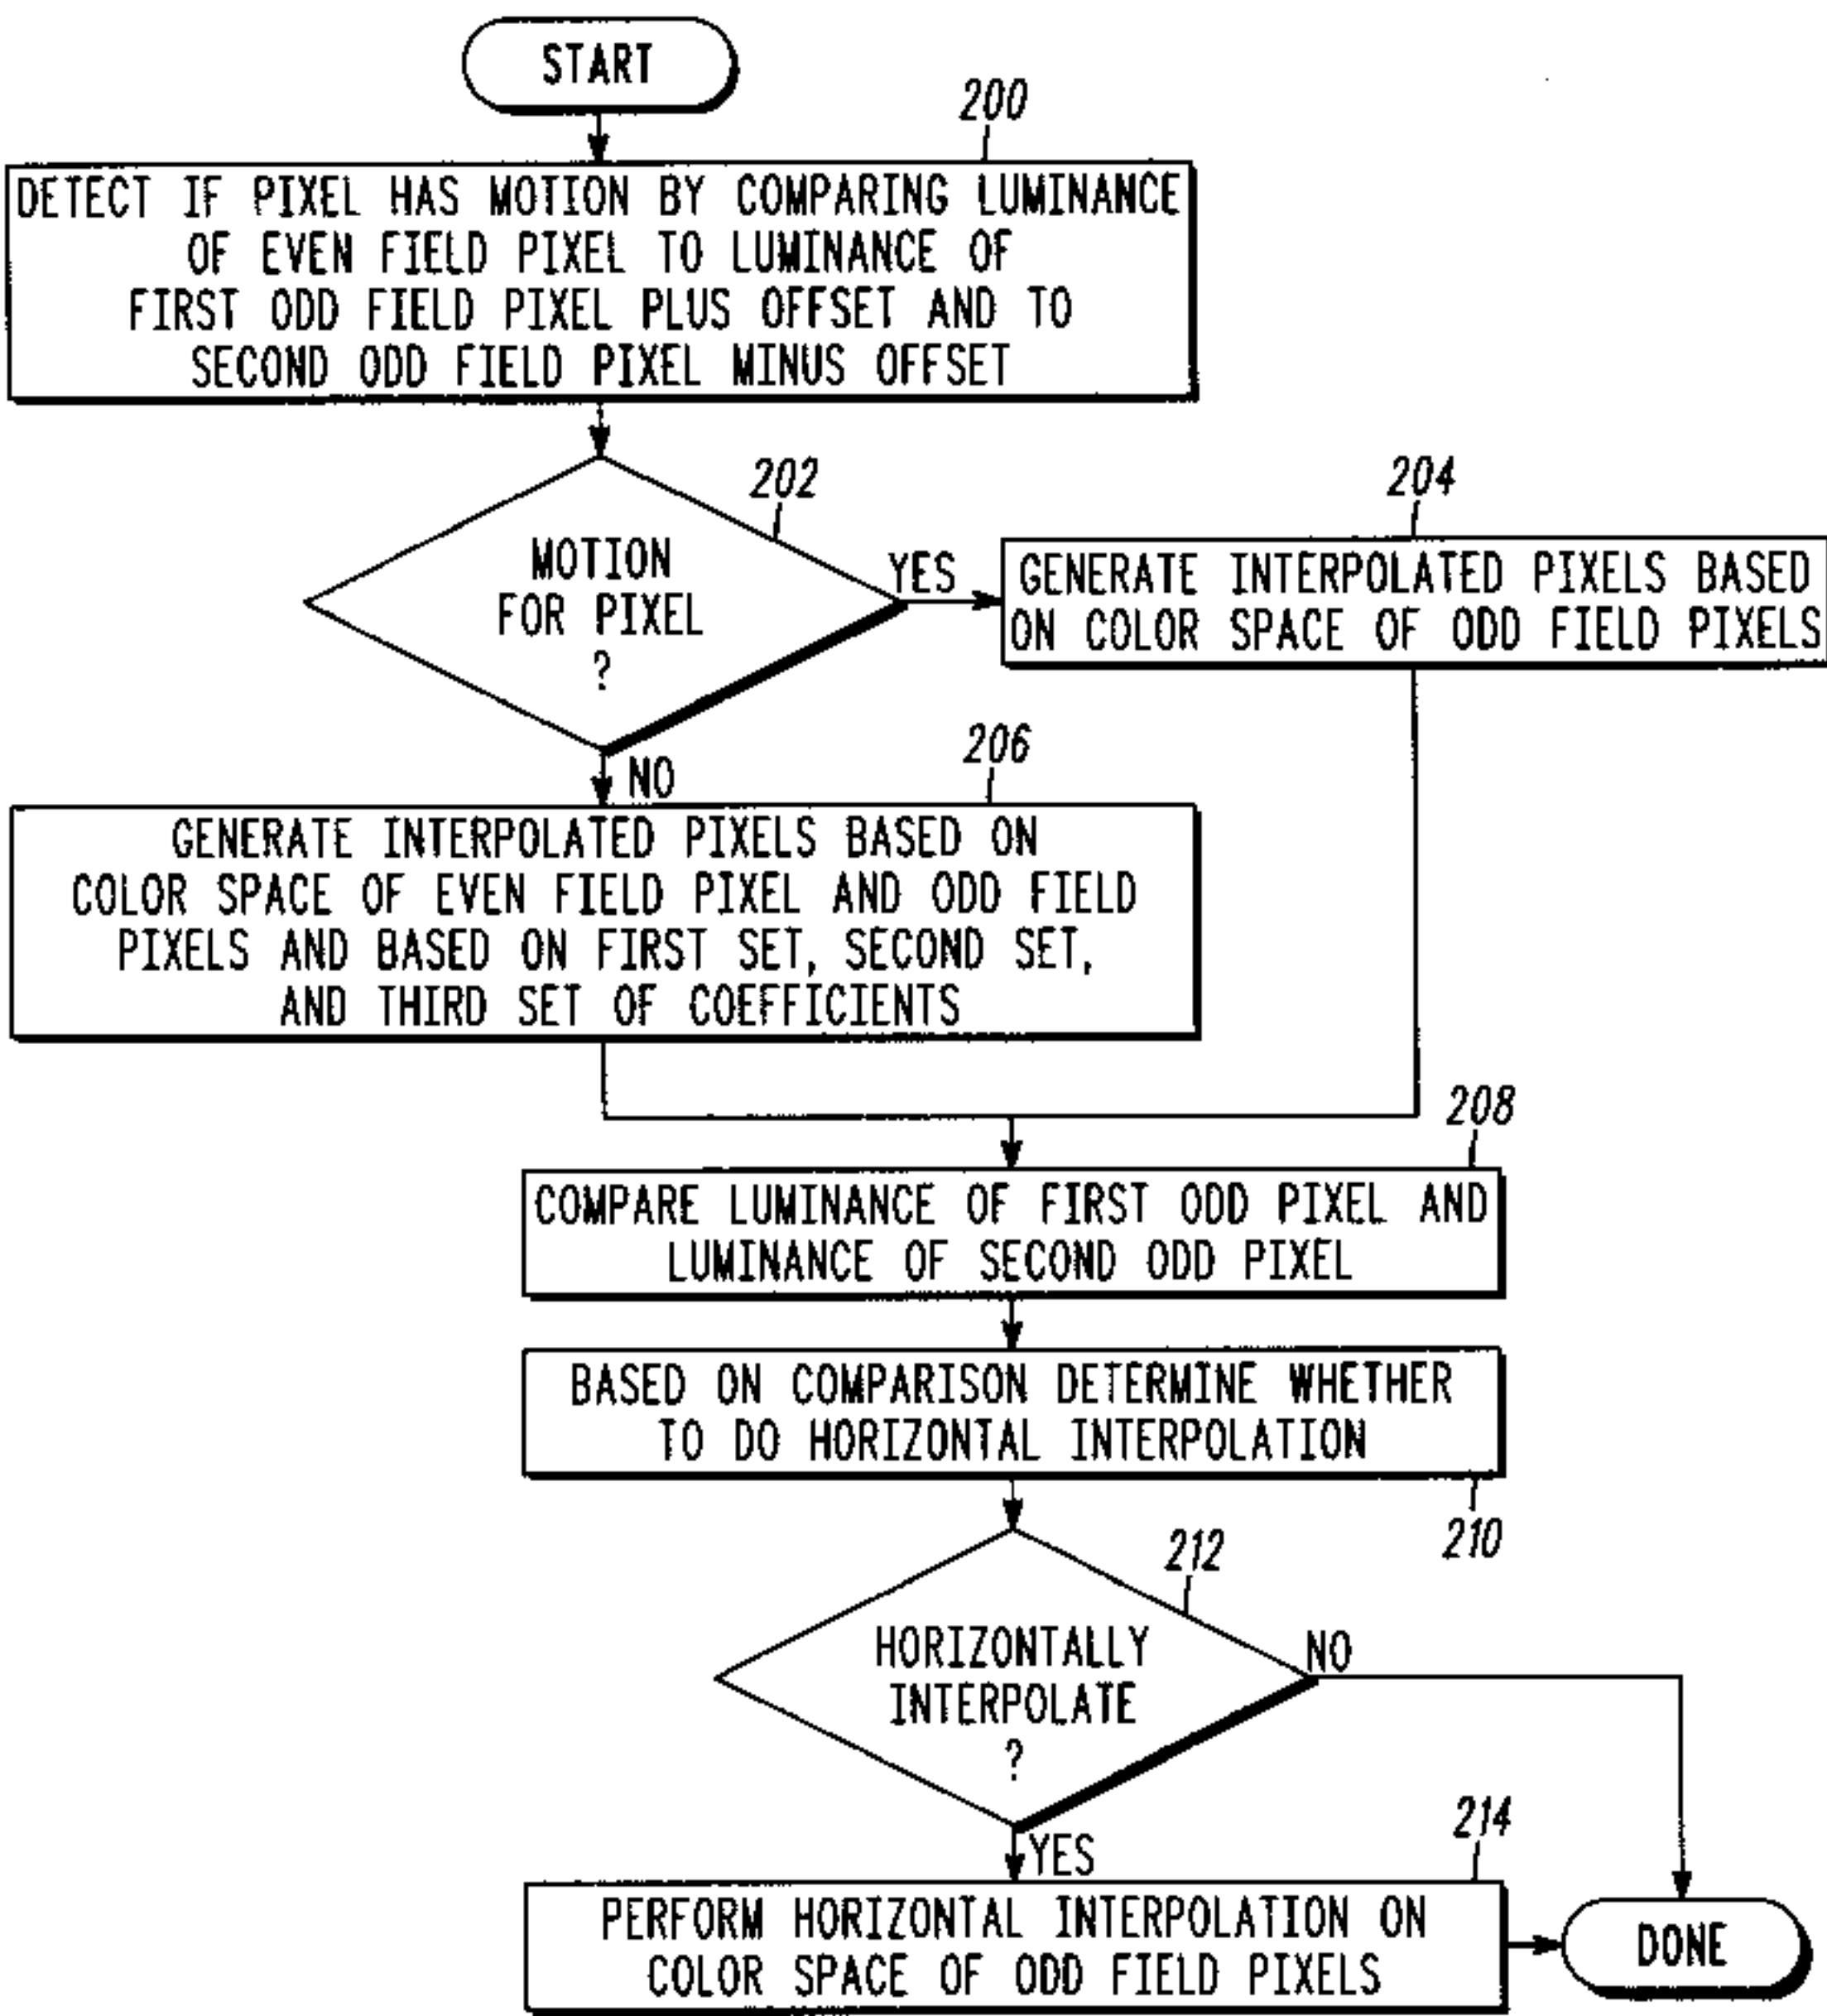 START
200
DETECT IF PIXEL HAS MOTION BY COMPARING LUMINANCE
OF EVEN FIELD PIXEL TO LUMINANCE OF
FIRST ODD FIELD PIXEL PLUS OFFSET AND TO
SECOND ODD FIELD PIXEL MINUS OFFSET
202
MOTION
FOR PIXEL
?
YES
204
GENERATE INTERPOLATED PIXELS BASED
ON COLOR SPACE OF ODD FIELD PIXELS
NO
206
GENERATE INTERPOLATED PIXELS BASED ON
COLOR SPACE OF EVEN FIELD PIXEL AND ODD FIELD
PIXELS AND BASED ON FIRST SET, SECOND SET,
AND THIRD SET OF COEFFICIENTS
208
COMPARE LUMINANCE OF FIRST ODD PIXEL AND
LUMINANCE OF SECOND ODD PIXEL
BASED ON COMPARISON DETERMINE WHETHER
TO DO HORIZONTAL INTERPOLATION
210
212
HORIZONTALLY
INTERPOLATE
?
NO
YES
214
PERFORM HORIZONTAL INTERPOLATION ON
COLOR SPACE OF ODD FIELD PIXELS
DONE